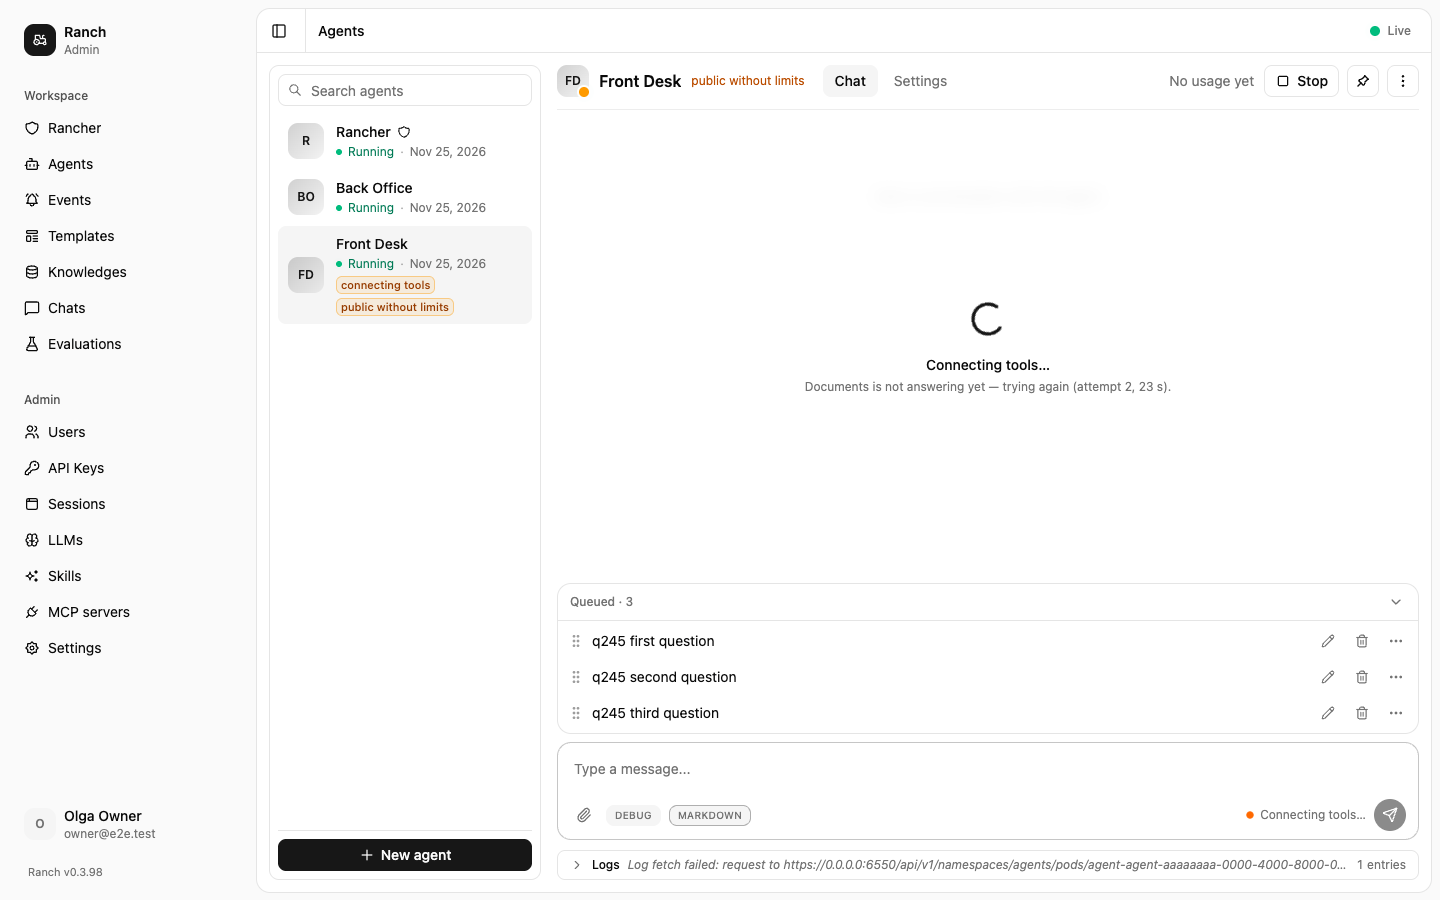 Ranch
Admin
Workspace
Rancher
Agents
Events
Templates
Knowledges
Chats
Evaluations
Admin
Users
API Keys
Sessions
LLMs
Skills
MCP servers
Settings
O
Olga Owner
owner@e2e.test
Ranch v0.3.98
Agents
Live
Search agents
R
Rancher
Running · Nov 25, 2026
BO
Back Office
Running · Nov 25, 2026
FD
Front Desk
Running · Nov 25, 2026
connecting tools
public without limits
New agent
FD
Front Desk
public without limits
Chat
Settings
No usage yet
Stop
Connecting tools...
Documents is not answering yet — trying again (attempt 2, 23 s).
Queued · 3
q245 first question
q245 second question
q245 third question
Type a message...
DEBUG
MARKDOWN
Connecting tools...
Logs Log fetch failed: request to https://0.0.0.0:6550/api/v1/namespaces/agents/pods/agent-agent-aaaaaaaa-0000-4000-8000-0... 1 entries